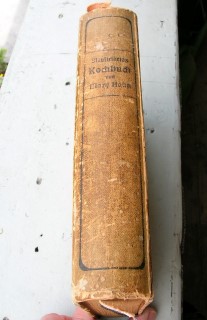 Illustriertes
Kochbuch
von
Mary Hahn